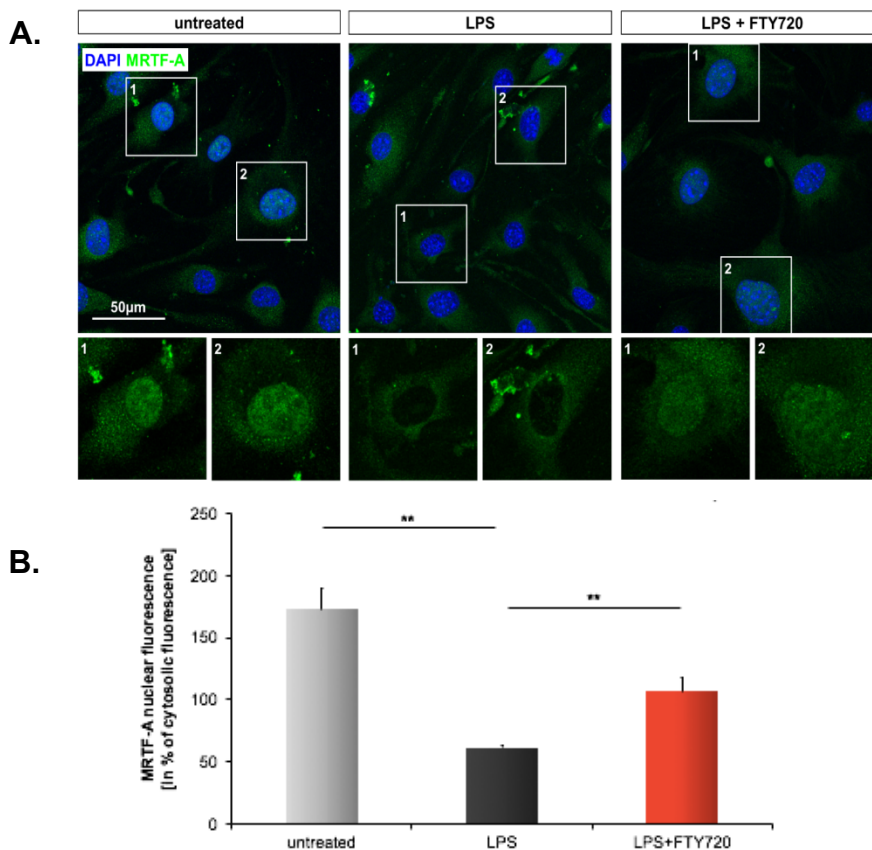 A.
untreated
LPS
LPS + FTY720
DAPI MRTF-A
1
2
50µm
2
1
1
2
1
2
1
2
1
2
B.
MRTF-A nuclear fluorescence
[In % of cytosolic fluorescence]
250
200
150
100
50
0
**
**
untreated
LPS
LPS+FTY720